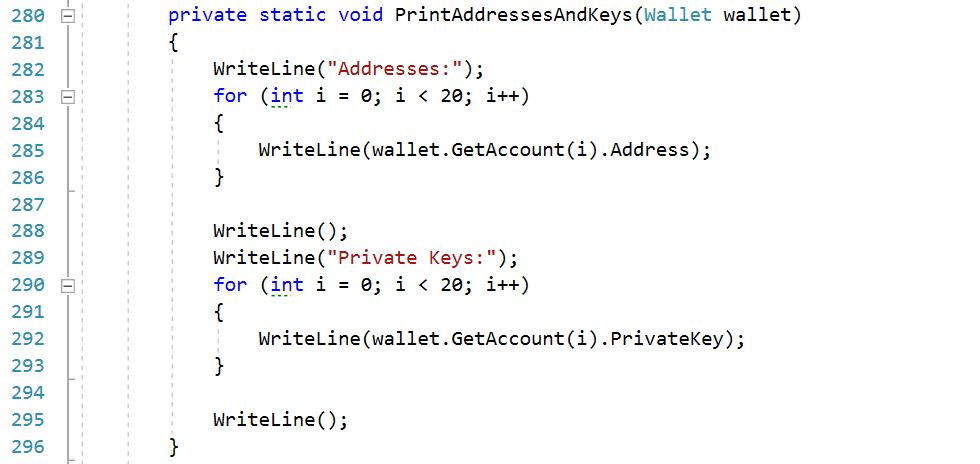 280 private static void PrintAddressesAndKeys(Wallet wallet)
281 {
282 WriteLine("Addresses:");
283 for (int i = 0; i < 20; i++)
284 {
285 WriteLine(wallet.GetAccount(i).Address);
286 }
287
288 WriteLine();
289 WriteLine("Private Keys:");
290 for (int i = 0; i < 20; i++)
291 {
292 WriteLine(wallet.GetAccount(i).PrivateKey);
293 }
294
295 WriteLine();
296 }